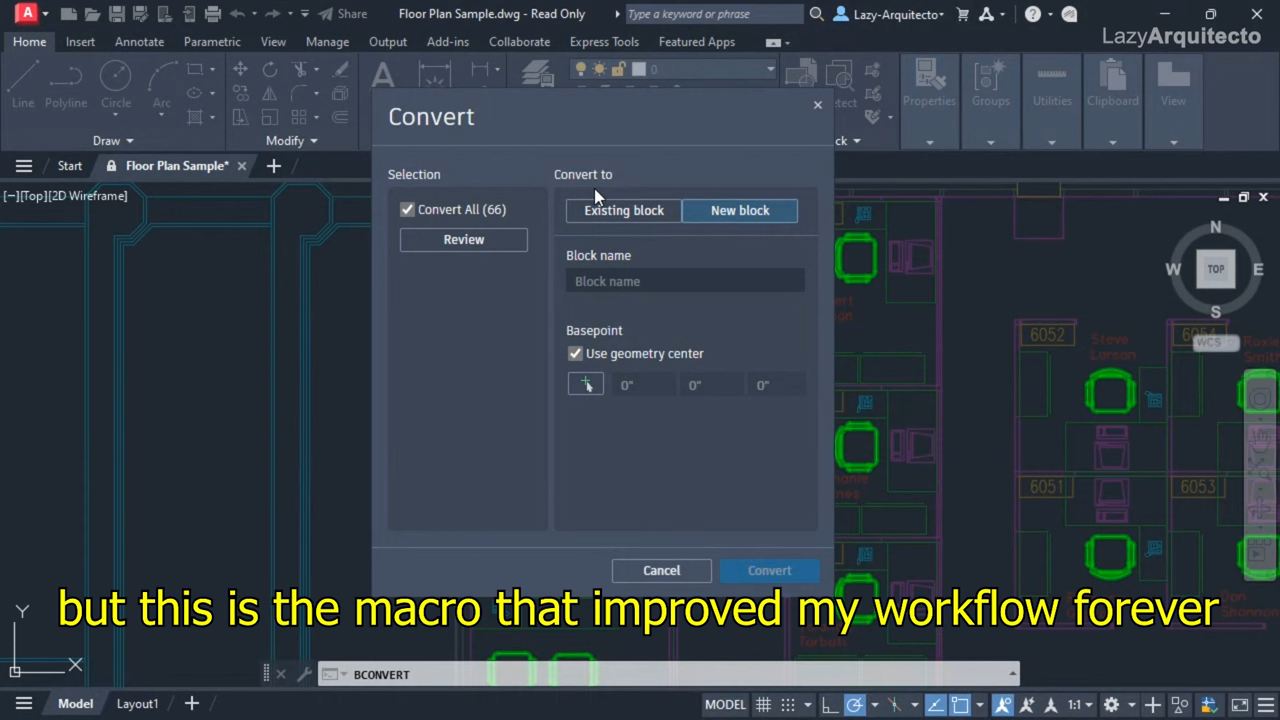 Share
Floor Plan Sample.dwg - Read Only
Type a keyword or phrase
Lazy-Arquitecto
LazyArquitecto
Home
Insert
Annotate
Parametric
View
Manage
Output
Add-ins
Collaborate
Express Tools
Featured Apps
0
Line
Polyline
Circle
Arc
Properties
Groups
Utilities
Clipboard
View
Draw
Modify
Start
Floor Plan Sample*
[−][Top][2D Wireframe]
Convert
Selection
Convert All (66)
Review
Convert to
Existing block
New block
Block name
Block name
Basepoint
Use geometry center
0"
0"
0"
Cancel
Convert
N
W
TOP
E
S
WCS
6052
Steve
Larson
6054
6051
6053
but this is the macro that improved my workflow forever
Y
X
BCONVERT
Model
Layout1
MODEL
1:1